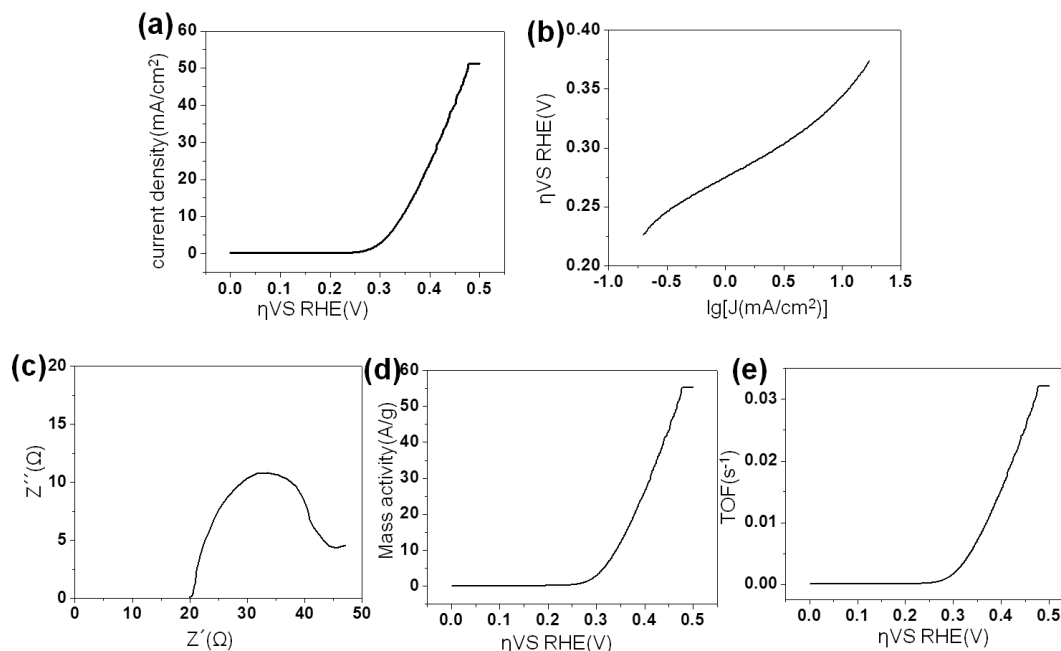 (a)
60
50
40
30
20
10
0
current density(mA/cm²)
0.0 0.1 0.2 0.3 0.4 0.5
ηVS RHE(V)
(b)
0.40
0.35
0.30
0.25
0.20
ηVS RHE(V)
-1.0 -0.5 0.0 0.5 1.0 1.5
lg[J(mA/cm²)]
(c)
20
15
10
5
0
Z´´(Ω)
0 10 20 30 40 50
Z´(Ω)
(d)
60
50
40
30
20
10
0
Mass activity(A/g)
0.0 0.1 0.2 0.3 0.4 0.5
ηVS RHE(V)
(e)
0.03
0.02
0.01
0.00
TOF(s⁻¹)
0.0 0.1 0.2 0.3 0.4 0.5
ηVS RHE(V)